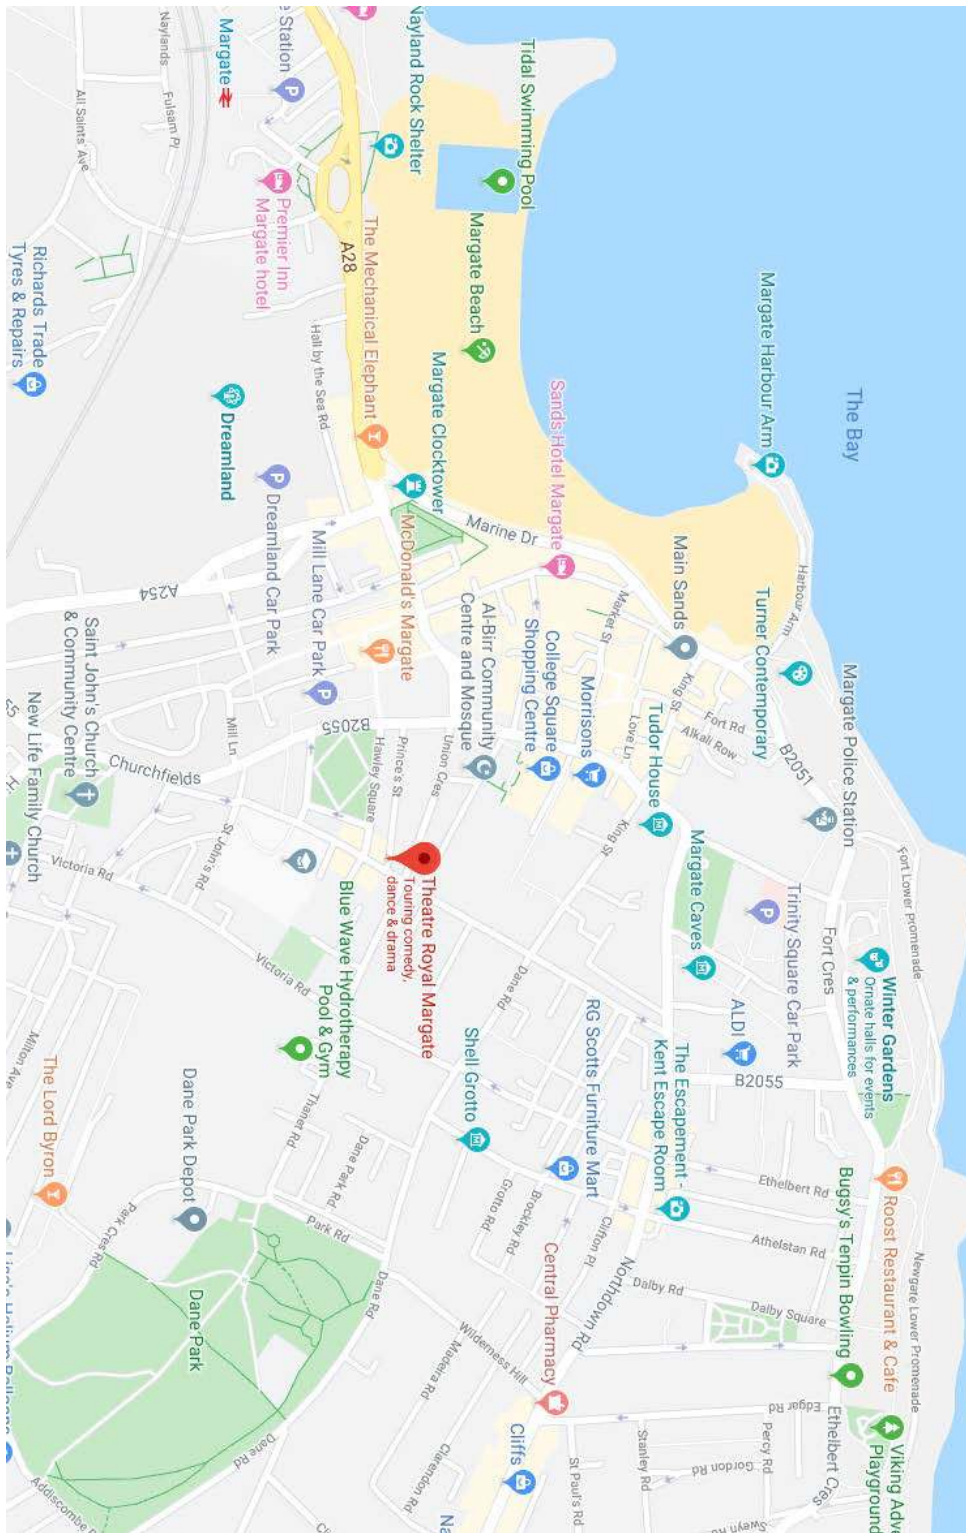 Naylands
Fulsam Pl
All Saints' Ave
Margate
Station
Nayland Rock Shelter
Tidal Swimming Pool
Margate Beach
Premier Inn
Margate hotel
A28
The Mechanical Elephant
Richards Trade
Tyres & Repairs
Hall by the Sea Rd
Dreamland
Dreamland Car Park
Margate Clocktower
Sands Hotel Margate
Marine Dr
The Bay
Margate Harbour Arm
Harbour Arm
Main Sands
Market St
Turner Contemporary
McDonald's Margate
Mill Lane Car Park
A254
Al-Birr Community
Centre and Mosque
College Square
Shopping Centre
Morrisons
Love Ln
King St
Fort Rd
Alkali Row
B2051
Margate Police Station
Tudor House
Saint John's Church
& Community Centre
New Life Family Church
Churchfields
Mill Ln
B2055
Hawley Square
Prince's St
Union Cres
King St
St John's Rd
Victoria Rd
Theatre Royal Margate
Touring comedy,
dance & drama
Blue Wave Hydrotherapy
Pool & Gym
Victoria Rd
Dane Rd
Margate Caves
Trinity Square Car Park
Fort Cres
Fort Lower promenade
Winter Gardens
Ornate halls for events
& performances
ALDI
B2055
RG Scotts Furniture Mart
The Escapement -
Kent Escape Room
Shell Grotto
Milton Ave
The Lord Byron
Dane Park Depot
Thanet Rd
Dane Park Rd
Park Rd
Park Cres Rd
Dane Park
Dane Rd
Grotto Rd
Brockley Rd
Clifton Pl
Northdown Rd
Ethelbert Rd
Athelstan Rd
Dalby Rd
Dalby Square
Bugsy's Tenpin Bowling
Roost Restaurant & Cafe
Newgate Lower Promenade
Central Pharmacy
Wilderness Hill
Madeira Rd
Clarendon Rd
Cliffs
St Paul's Rd
Stanley Rd
Gordon Rd
Percy Rd
Edgar Rd
Ethelbert Cres
Viking Adv
Playground
Sweyn Rd
Dane Rd
Addiscombe